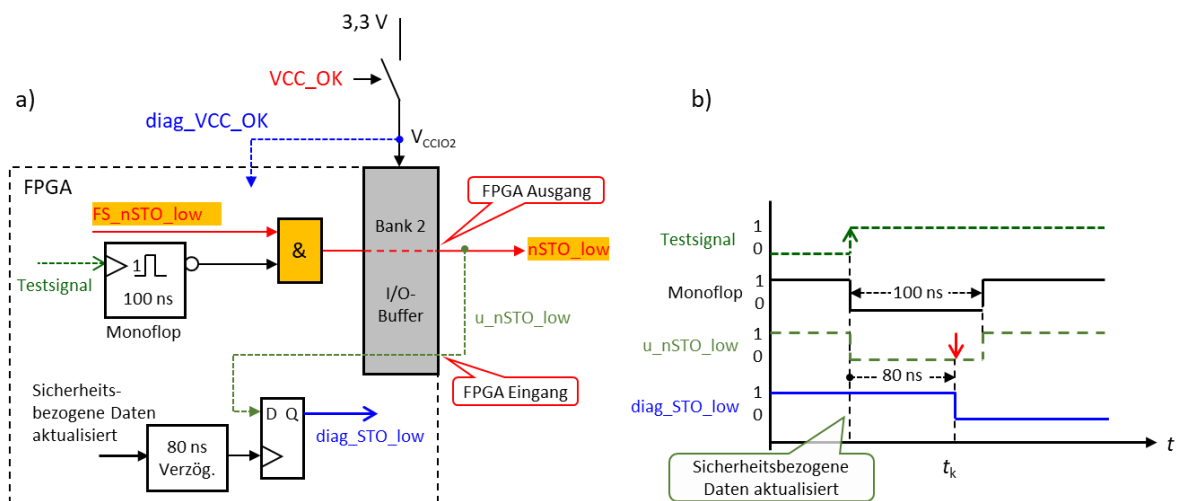 a)
3,3 V
VCC_OK
diag_VCC_OK
V_CCIO2
FPGA
FPGA Ausgang
FS_nSTO_low
&
Bank 2
nSTO_low
1
100 ns
Testsignal
Monoflop
I/O-
Buffer
u_nSTO_low
FPGA Eingang
Sicherheits-
bezogene Daten
aktualisiert
80 ns
Verzög.
D Q
diag_STO_low
b)
Testsignal
1
0
Monoflop
1
0
100 ns
u_nSTO_low
1
0
80 ns
diag_STO_low
1
0
Sicherheitsbezogene
Daten aktualisiert
t_k
t